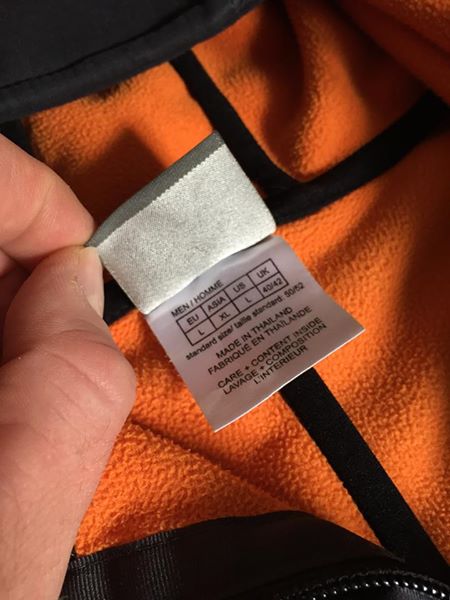 MEN / HOMME
EU ASIA US UK
L XL L 40/42
standard size/ taille standard 50/52
MADE IN THAILAND
FABRIQUE EN THAÏLANDE
CARE + CONTENT INSIDE
LAVAGE + COMPOSITION
L'INTERIEUR